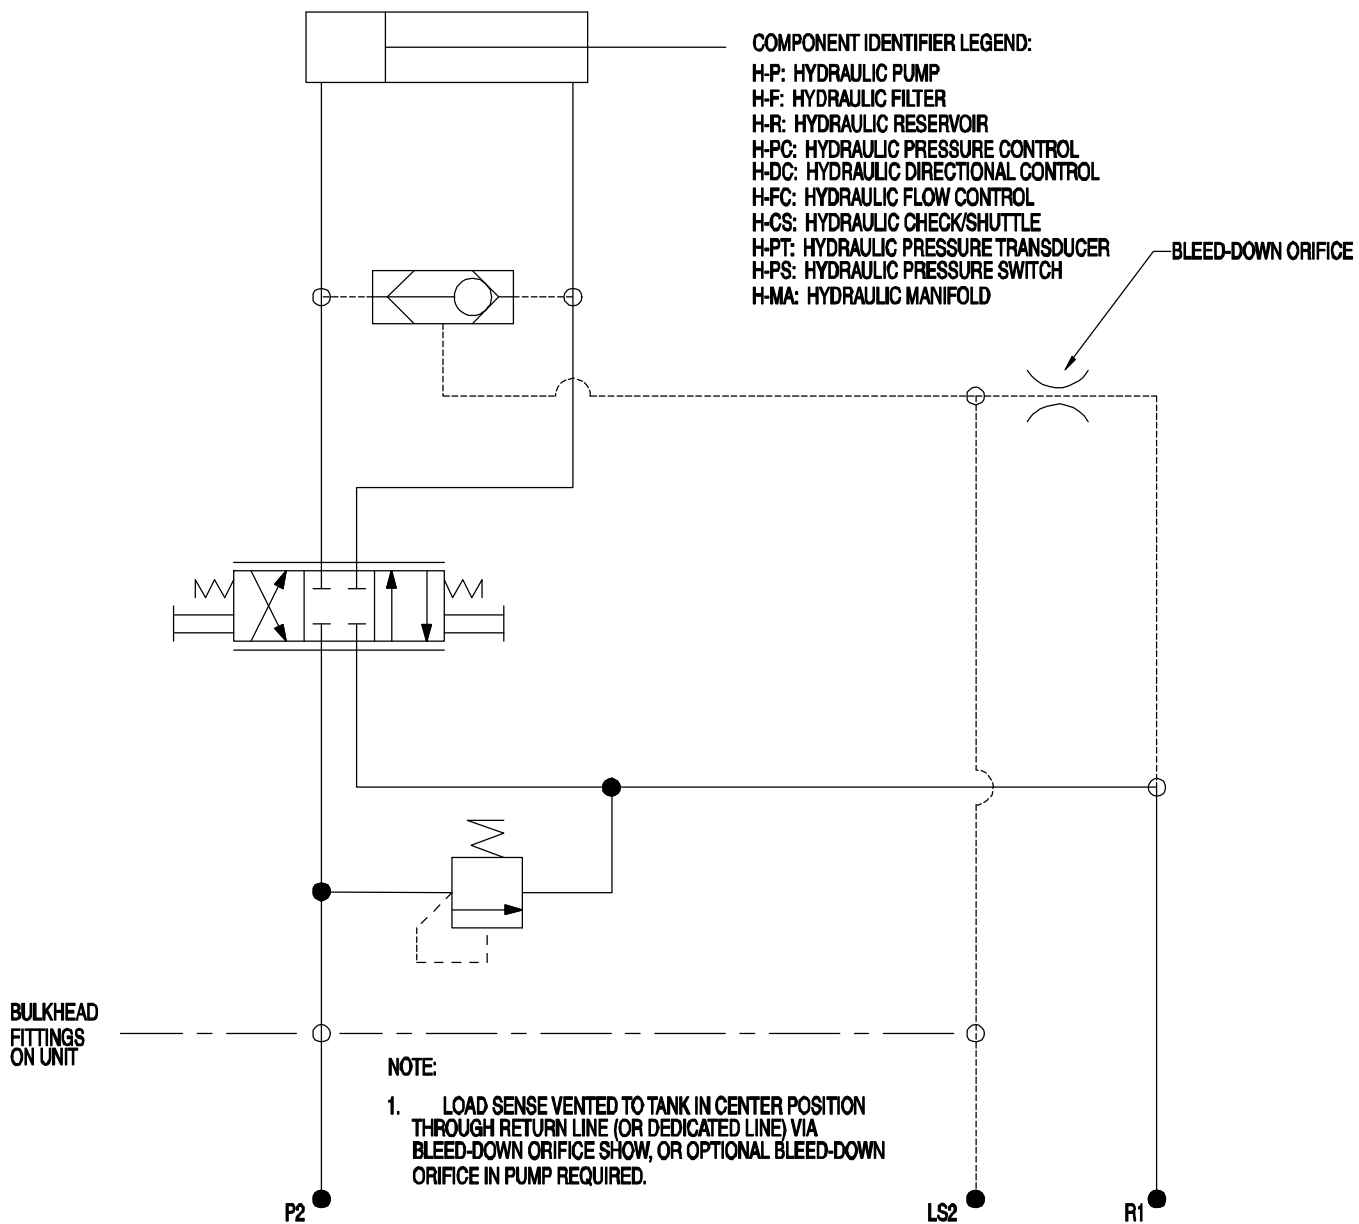 COMPONENT IDENTIFIER LEGEND:
H-P: HYDRAULIC PUMP
H-F: HYDRAULIC FILTER
H-R: HYDRAULIC RESERVOIR
H-PC: HYDRAULIC PRESSURE CONTROL
H-DC: HYDRAULIC DIRECTIONAL CONTROL
H-FC: HYDRAULIC FLOW CONTROL
H-CS: HYDRAULIC CHECK/SHUTTLE
H-PT: HYDRAULIC PRESSURE TRANSDUCER
H-PS: HYDRAULIC PRESSURE SWITCH
H-MA: HYDRAULIC MANIFOLD
BLEED-DOWN ORIFICE
BULKHEAD
FITTINGS
ON UNIT
NOTE:
1. LOAD SENSE VENTED TO TANK IN CENTER POSITION
THROUGH RETURN LINE (OR DEDICATED LINE) VIA
BLEED-DOWN ORIFICE SHOW, OR OPTIONAL BLEED-DOWN
ORIFICE IN PUMP REQUIRED.
P2
LS2
R1